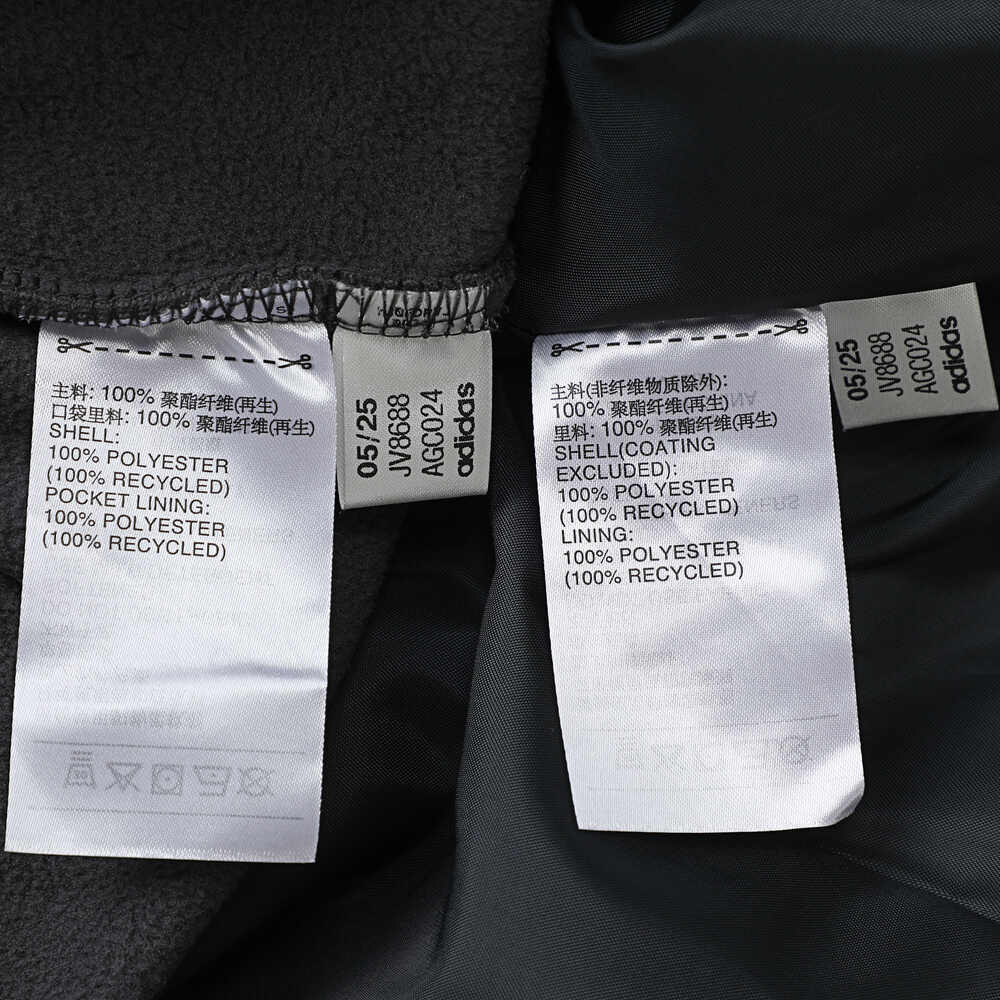 主料: 100% 聚酯纤维(再生)
口袋里料: 100% 聚酯纤维(再生)
SHELL:
100% POLYESTER
(100% RECYCLED)
POCKET LINING:
100% POLYESTER
(100% RECYCLED)
05/25
JV8688
AGC024
adidas
主料(非纤维物质除外):
100% 聚酯纤维(再生)
里料: 100% 聚酯纤维(再生)
SHELL(COATING
EXCLUDED):
100% POLYESTER
(100% RECYCLED)
LINING:
100% POLYESTER
(100% RECYCLED)
05/25
JV8688
AGC024
adidas